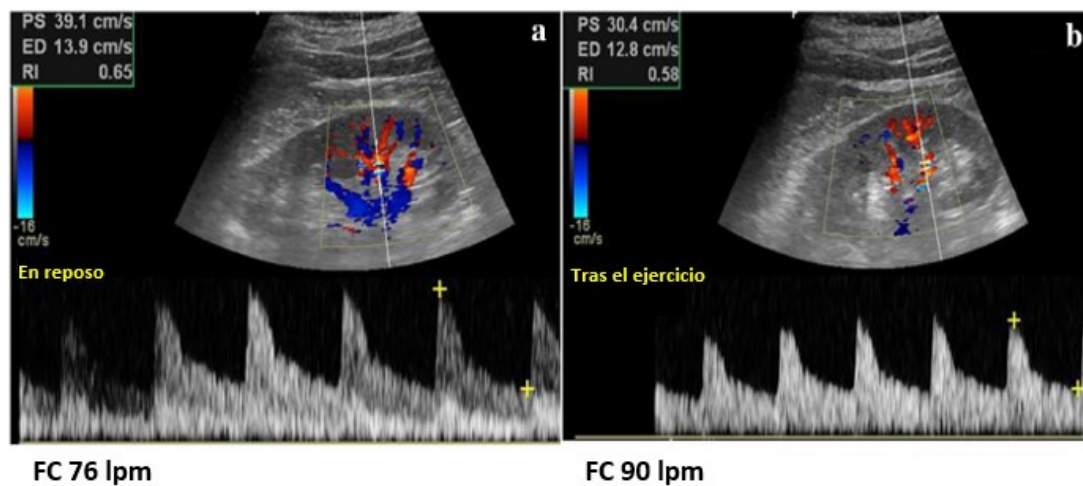 PS 39.1 cm/s
ED 13.9 cm/s
RI 0.65
a
-16
cm/s
En reposo
FC 76 lpm
PS 30.4 cm/s
ED 12.8 cm/s
RI 0.58
b
-16
cm/s
Tras el ejercicio
FC 90 lpm